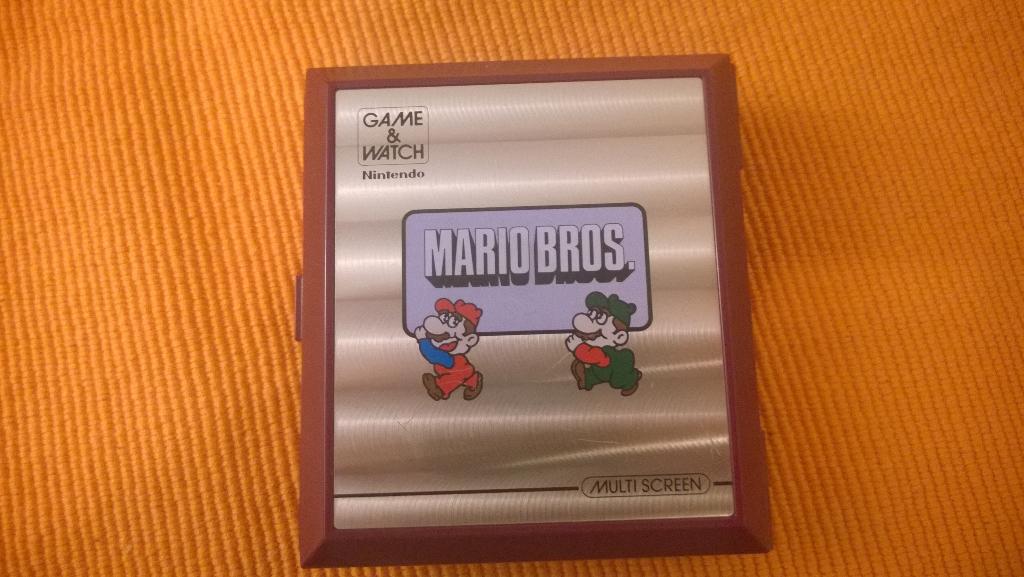 GAME
&
WATCH
Nintendo
MARIO BROS.
MULTI SCREEN